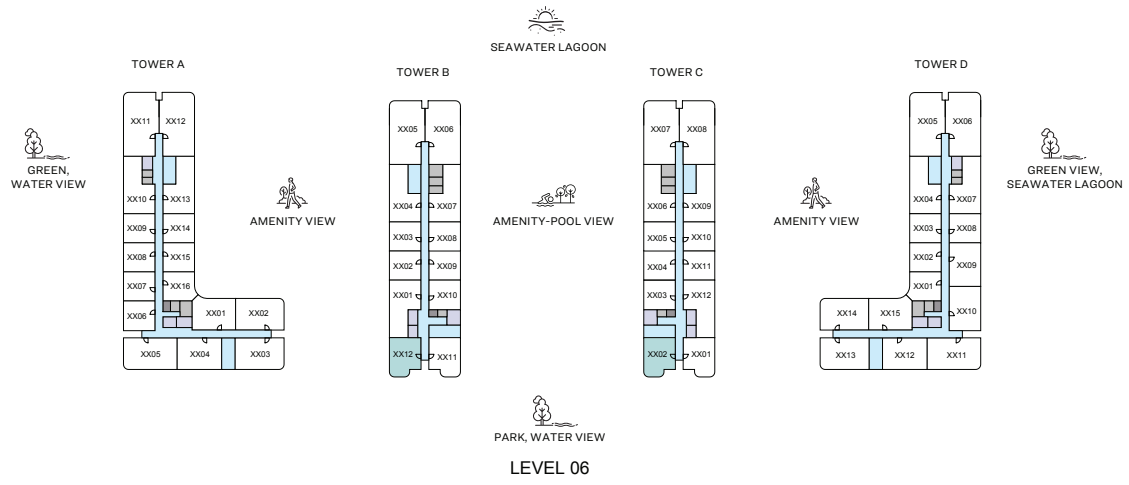 SEAWATER LAGOON
TOWER A
TOWER B
TOWER C
TOWER D
XX11 XX12
XX05 XX06
XX07 XX08
XX05 XX06
GREEN,
WATER VIEW
GREEN VIEW,
SEAWATER LAGOON
AMENITY VIEW
AMENITY-POOL VIEW
AMENITY VIEW
XX10 XX13
XX09 XX14
XX08 XX15
XX07 XX16
XX06
XX01 XX02
XX05 XX04 XX03
XX04 XX07
XX03 XX08
XX02 XX09
XX01 XX10
XX12 XX11
XX06 XX09
XX05 XX10
XX04 XX11
XX03 XX12
XX02 XX01
XX04 XX07
XX03 XX08
XX02 XX09
XX01
XX10
XX14 XX15
XX13 XX12 XX11
PARK, WATER VIEW
LEVEL 06